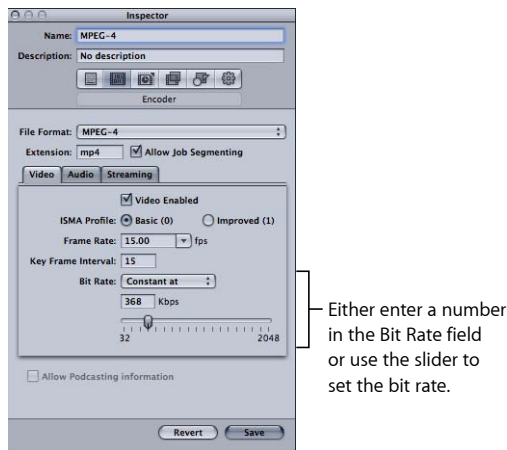 Inspector
Name: MPEG-4
Description: No description
Encoder
File Format: MPEG-4
Extension: mp4 Allow Job Segmenting
Video Audio Streaming
Video Enabled
ISMA Profile: Basic (0) Improved (1)
Frame Rate: 15.00 fps
Key Frame Interval: 15
Bit Rate: Constant at
368 Kbps
32 2048
Either enter a number
in the Bit Rate field
or use the slider to
set the bit rate.
Allow Podcasting information
Revert Save